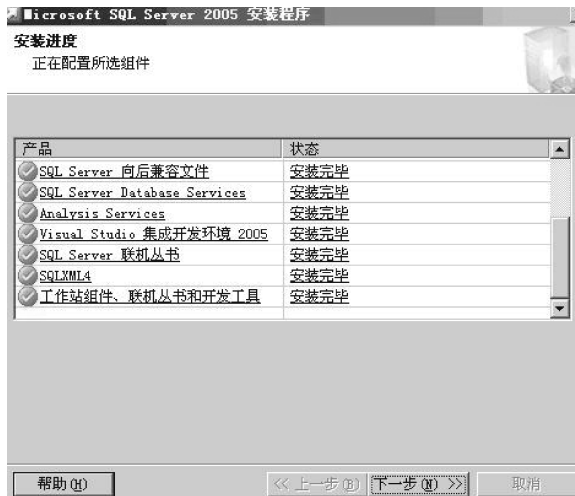 Microsoft SQL Server 2005 安装程序
安装进度
正在配置所选组件
产品 状态
SQL Server 向后兼容文件 安装完毕
SQL Server Database Services 安装完毕
Analysis Services 安装完毕
Visual Studio 集成开发环境 2005 安装完毕
SQL Server 联机丛书 安装完毕
SQLXML4 安装完毕
工作站组件、联机丛书和开发工具 安装完毕
帮助(H) << 上一步(B) 下一步(N) >> 取消